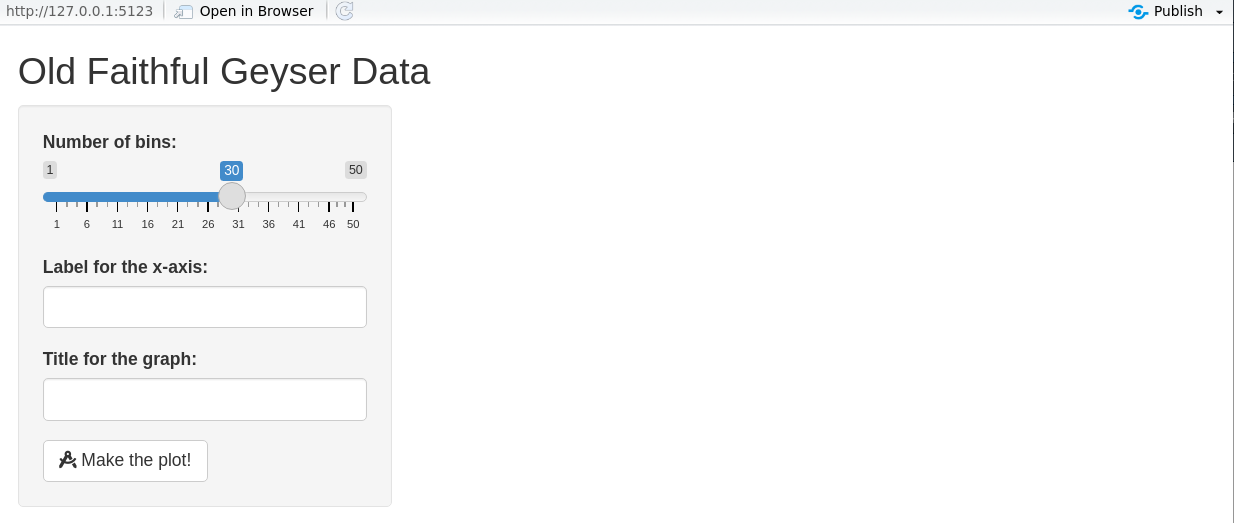 http://127.0.0.1:5123 Open in Browser Publish
Old Faithful Geyser Data
Number of bins:
1 30 50
1 6 11 16 21 26 31 36 41 46 50
Label for the x-axis:
Title for the graph:
Make the plot!